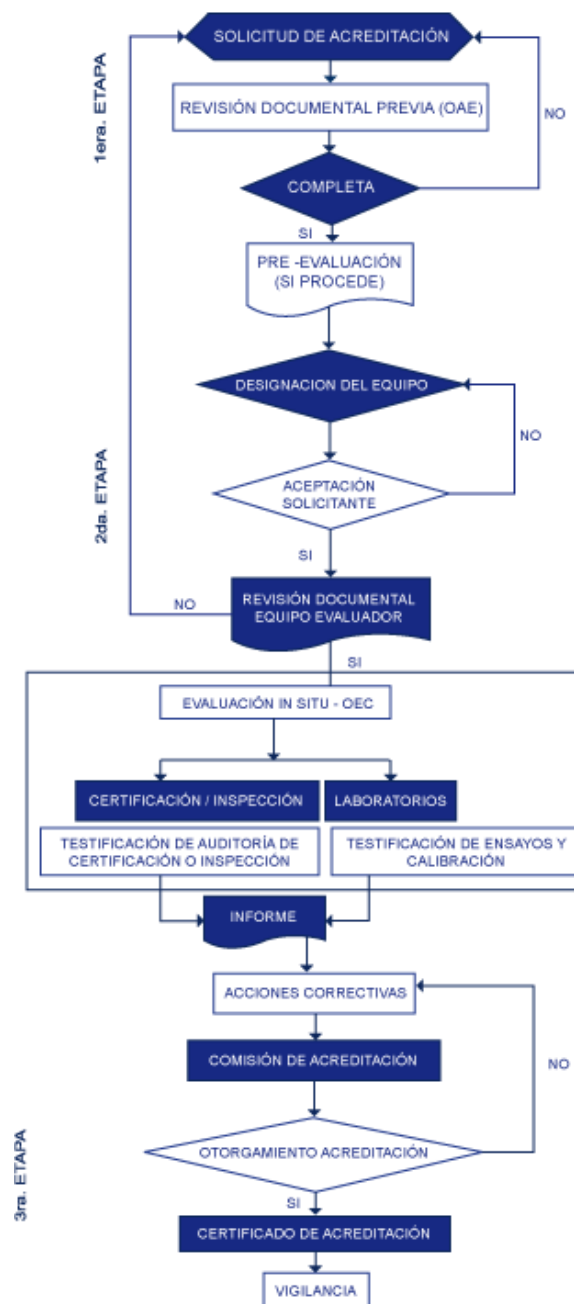 SOLICITUD DE ACREDITACIÓN
1era. ETAPA
REVISIÓN DOCUMENTAL PREVIA (OAE)
NO
COMPLETA
SI
PRE -EVALUACIÓN
(SI PROCEDE)
DESIGNACION DEL EQUIPO
NO
2da. ETAPA
ACEPTACIÓN
SOLICITANTE
SI
REVISIÓN DOCUMENTAL
EQUIPO EVALUADOR
NO
SI
EVALUACIÓN IN SITU - OEC
CERTIFICACIÓN / INSPECCIÓN
LABORATORIOS
TESTIFICACIÓN DE AUDITORÍA DE
CERTIFICACIÓN O INSPECCIÓN
TESTIFICACIÓN DE ENSAYOS Y
CALIBRACIÓN
INFORME
ACCIONES CORRECTIVAS
COMISIÓN DE ACREDITACIÓN
NO
3ra. ETAPA
OTORGAMIENTO ACREDITACIÓN
SI
CERTIFICADO DE ACREDITACIÓN
VIGILANCIA